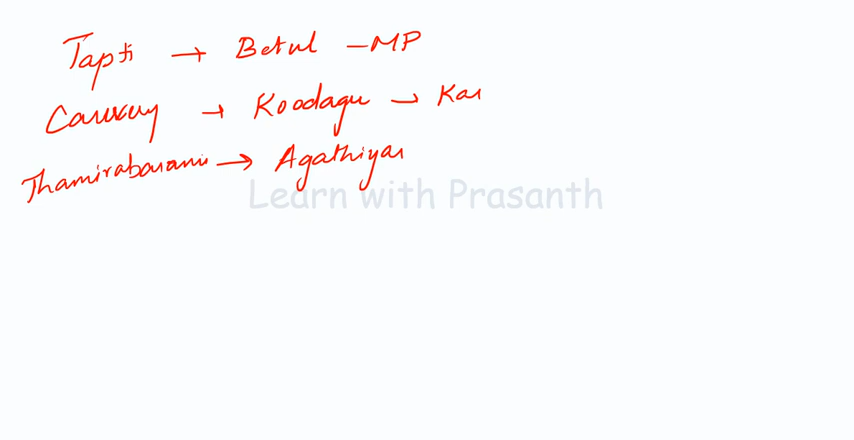 Tapti → Betul - MP
Cauvery → Koodagu → Kar
Thamirabarani → Agathiyar
Learn with Prasanth